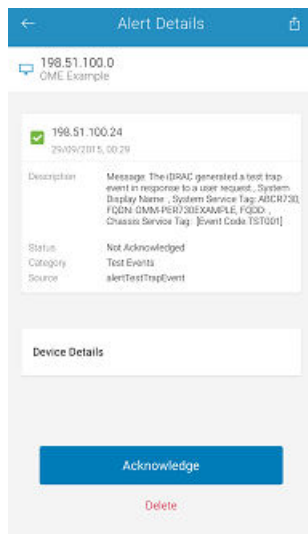 Alert Details
198.51.100.0
OME Example
198.51.100.24
29/09/2015, 00:29
Description
Message: The iDRAC generated a test trap
event in response to a user request., System
Display Name: , System Service Tag: ABCR730,
FQDN: OMM-PER730EXAMPLE, FQDD: ,
Chassis Service Tag: [Event Code:TST001]
Status Not Acknowledged
Category Test Events
Source alertTestTrapEvent
Device Details
Acknowledge
Delete